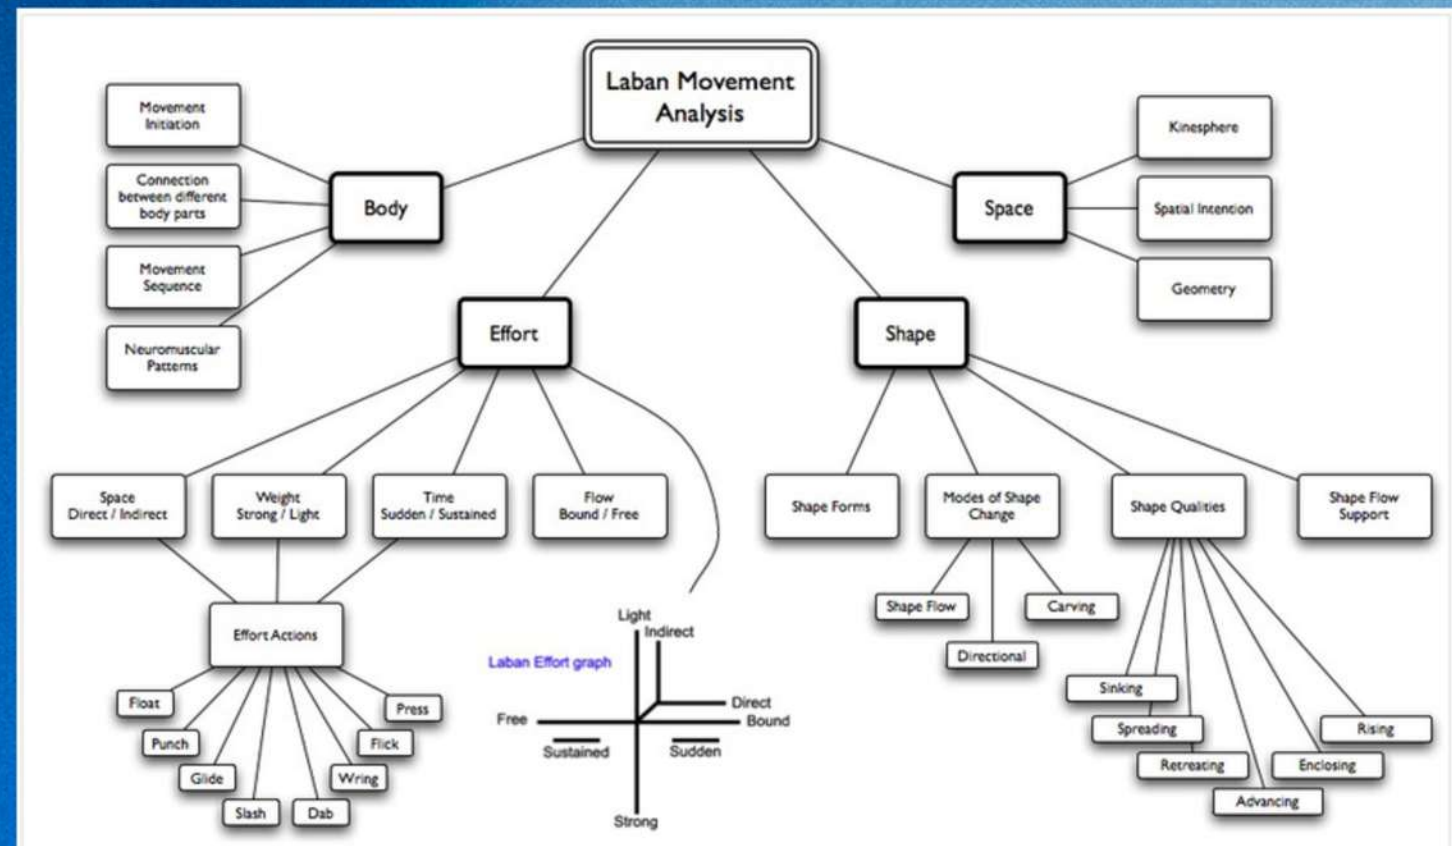 Laban Movement
Analysis
Movement
Initiation
Connection
between different
body parts
Movement
Sequence
Neuromuscular
Patterns
Body
Space
Kinesphere
Spatial Intention
Geometry
Effort
Shape
Space
Direct / Indirect
Weight
Strong / Light
Time
Sudden / Sustained
Flow
Bound / Free
Shape Forms
Modes of Shape
Change
Shape Qualities
Shape Flow
Support
Effort Actions
Float
Punch
Glide
Slash
Dab
Wring
Flick
Press
Laban Effort graph
Light
Indirect
Direct
Free
Bound
Sustained
Sudden
Strong
Shape Flow
Directional
Carving
Sinking
Spreading
Retreating
Advancing
Enclosing
Rising